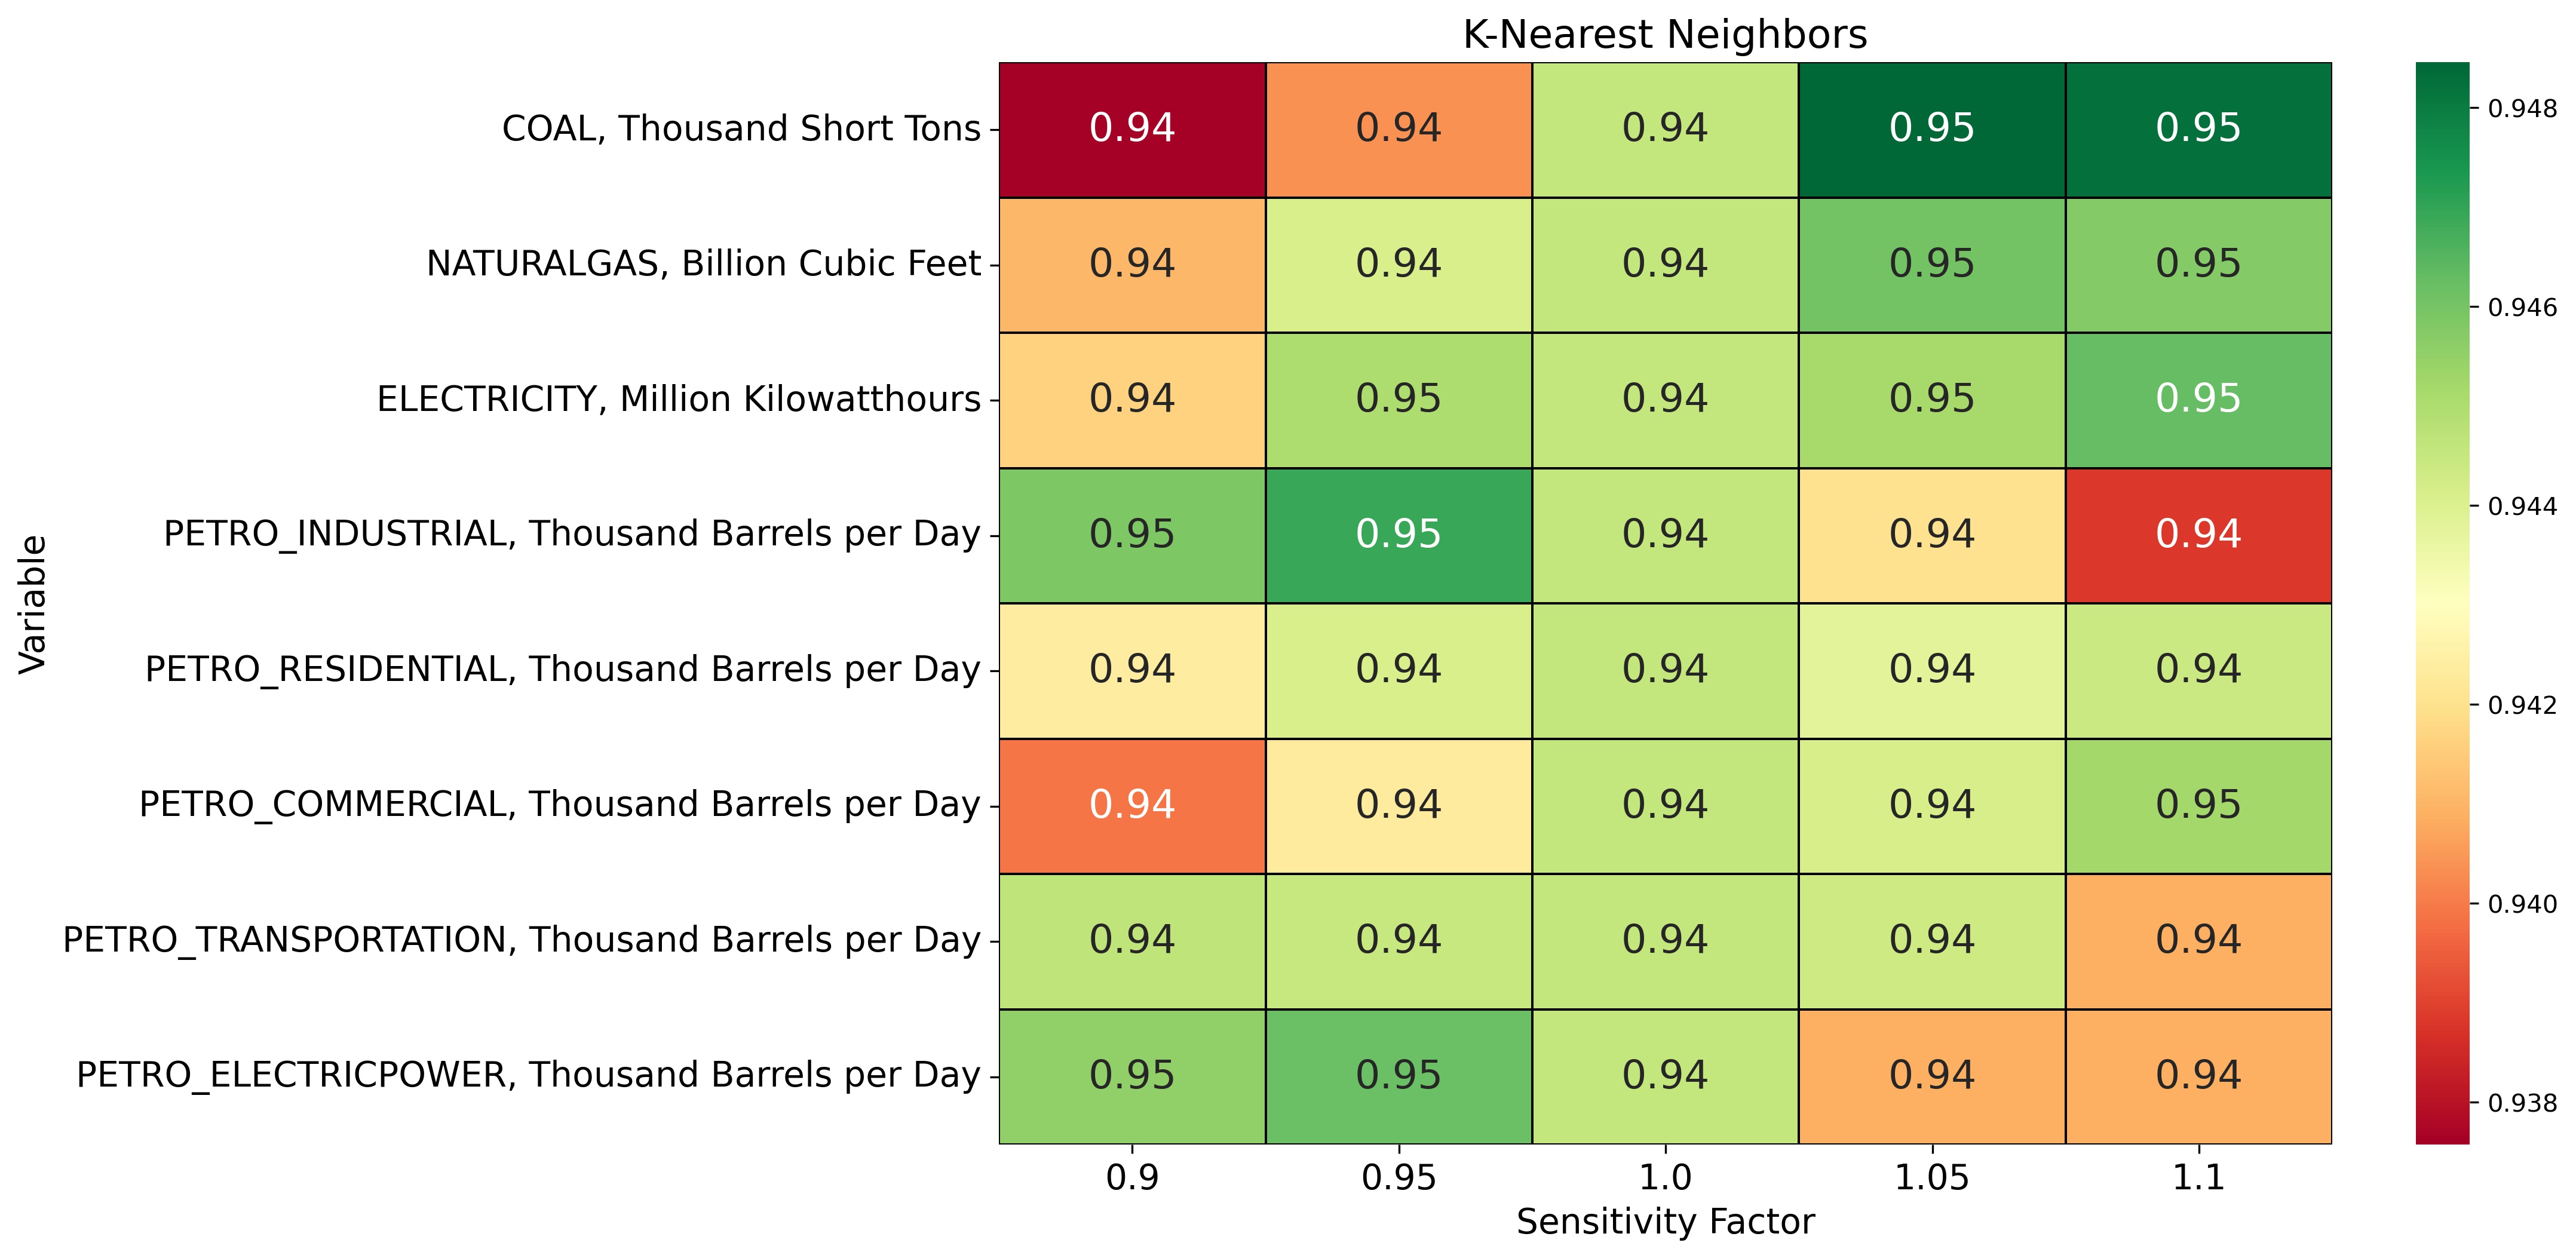 K-Nearest Neighbors
COAL, Thousand Short Tons 0.94 0.94 0.94 0.95 0.95
NATURALGAS, Billion Cubic Feet 0.94 0.94 0.94 0.95 0.95
ELECTRICITY, Million Kilowatthours 0.94 0.95 0.94 0.95 0.95
PETRO_INDUSTRIAL, Thousand Barrels per Day 0.95 0.95 0.94 0.94 0.94
PETRO_RESIDENTIAL, Thousand Barrels per Day 0.94 0.94 0.94 0.94 0.94
PETRO_COMMERCIAL, Thousand Barrels per Day 0.94 0.94 0.94 0.94 0.95
PETRO_TRANSPORTATION, Thousand Barrels per Day 0.94 0.94 0.94 0.94 0.94
PETRO_ELECTRICPOWER, Thousand Barrels per Day 0.95 0.95 0.94 0.94 0.94
Variable
0.9 0.95 1.0 1.05 1.1
Sensitivity Factor
0.948
0.946
0.944
0.942
0.940
0.938